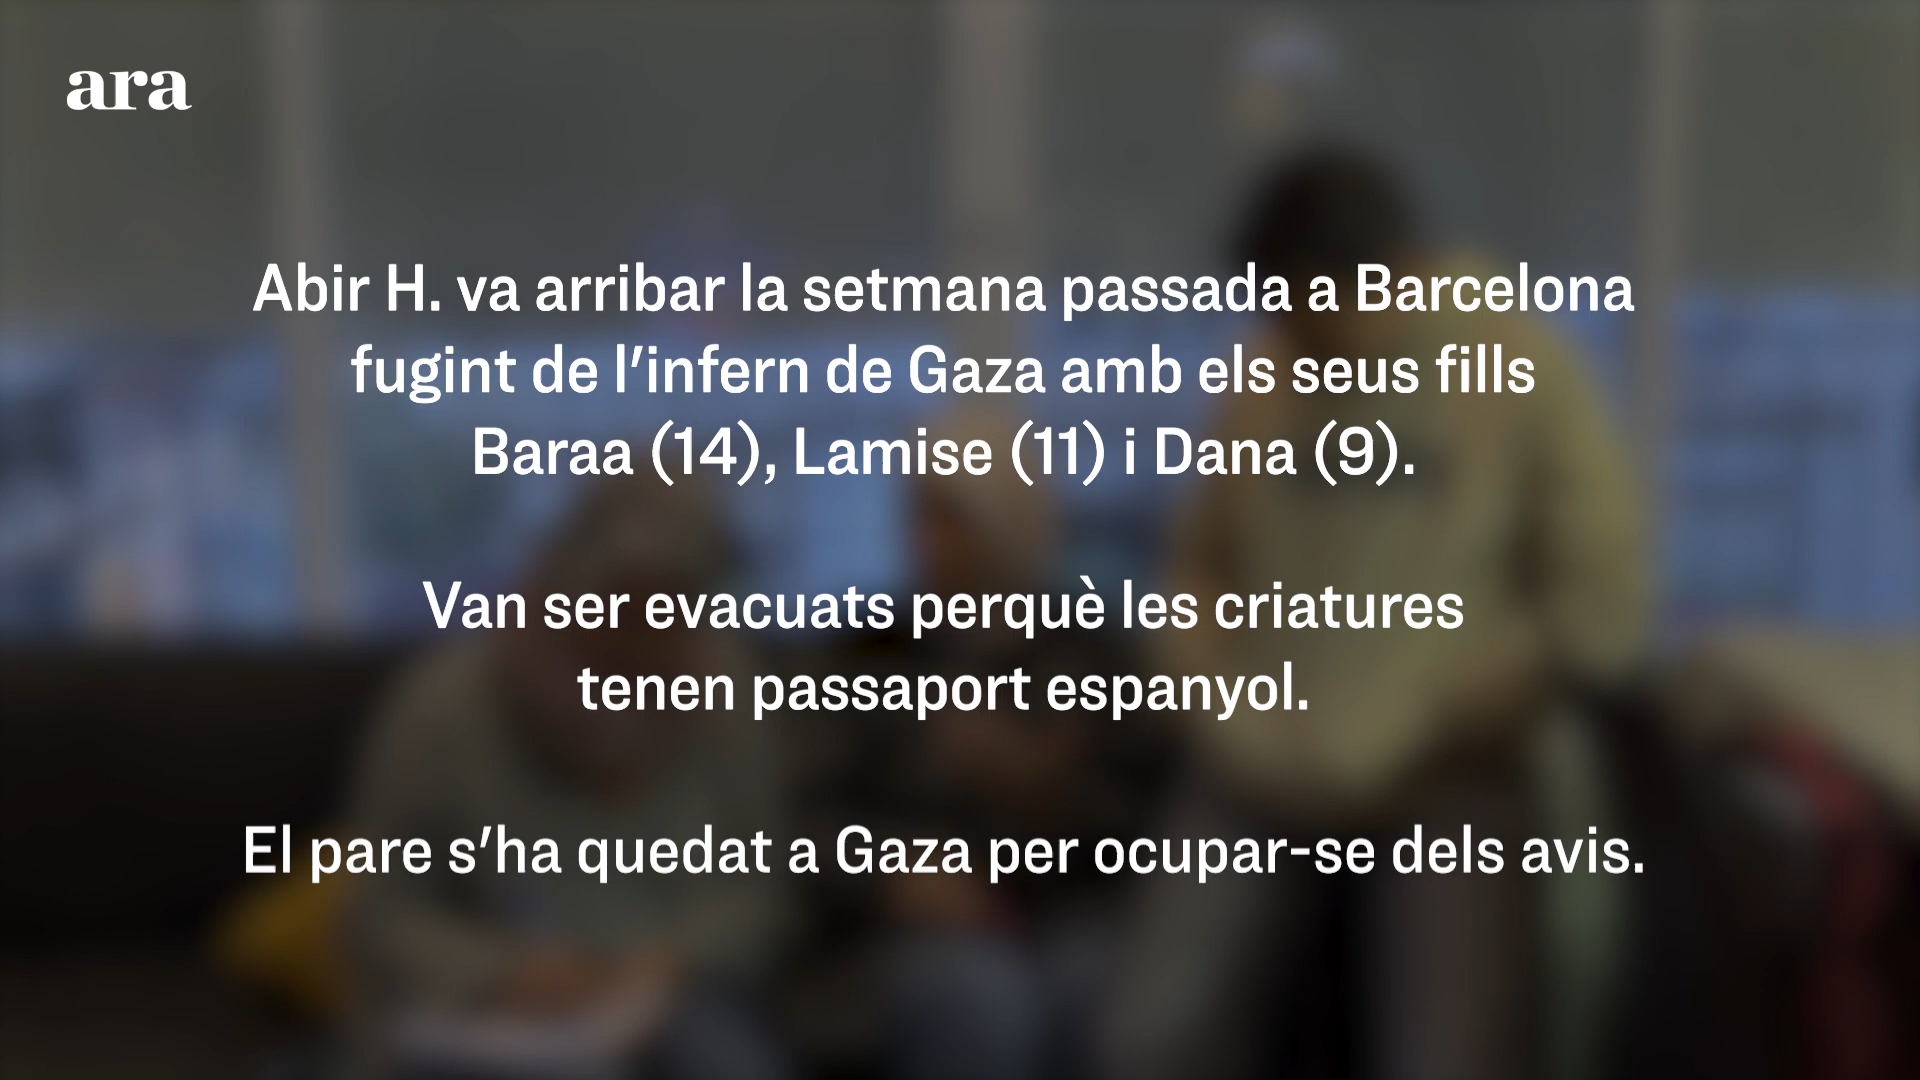 ara
Abir H. va arribar la setmana passada a Barcelona
fugint de l'infern de Gaza amb els seus fills
Baraa (14), Lamise (11) i Dana (9).
Van ser evacuats perquè les criatures
tenen passaport espanyol.
El pare s'ha quedat a Gaza per ocupar-se dels avis.